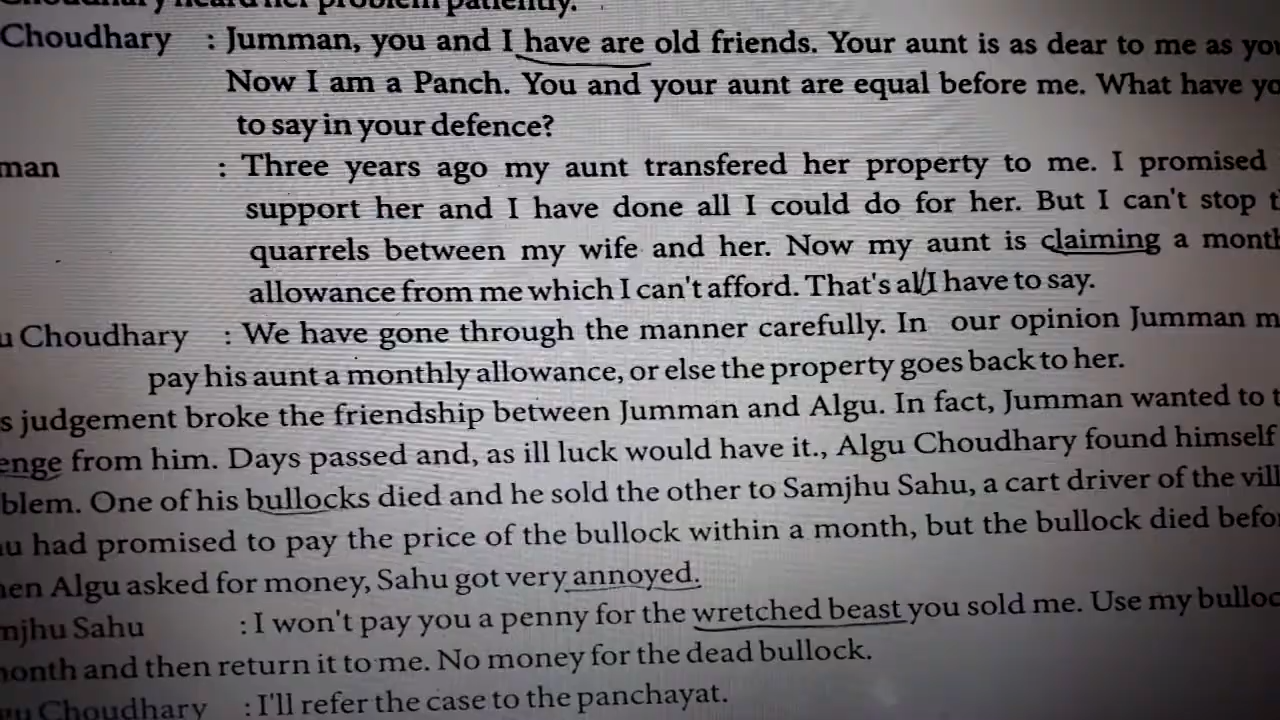 heard her problem patiently.
Choudhary : Jumman, you and I have are old friends. Your aunt is as dear to me as
Now I am a Panch. You and your aunt are equal before me. What have
to say in your defence?
man : Three years ago my aunt transfered her property to me. I promised
support her and I have done all I could do for her. But I can't stop
quarrels between my wife and her. Now my aunt is claiming a
allowance from me which I can't afford. That's all I have to say.
u Choudhary : We have gone through the manner carefully. In our opinion Jumman
pay his aunt a monthly allowance, or else the property goes back to her.
s judgement broke the friendship between Jumman and Algu. In fact, Jumman wanted to
enge from him. Days passed and, as ill luck would have it., Algu Choudhary found himself
blem. One of his bullocks died and he sold the other to Samjhu Sahu, a cart driver of the vill
u had promised to pay the price of the bullock within a month, but the bullock died befo
en Algu asked for money, Sahu got very annoyed.
mjhu Sahu : I won't pay you a penny for the wretched beast you sold me. Use my bulloc
onth and then return it to me. No money for the dead bullock.
gu Choudhary : I'll refer the case to the panchayat.